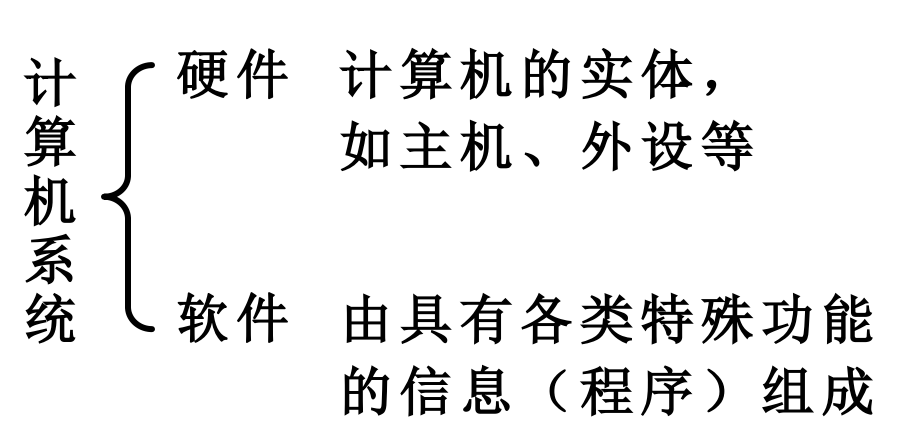 计算机系统
硬件 计算机的实体，
如主机、外设等
软件 由具有各类特殊功能
的信息（程序）组成